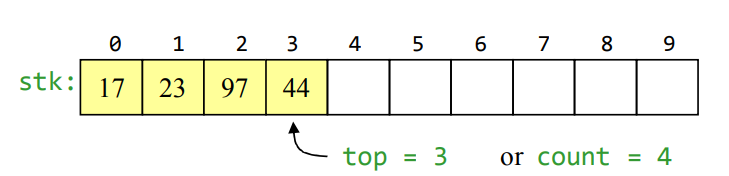 0 1 2 3 4 5 6 7 8 9
stk: 17 23 97 44
top = 3 or count = 4